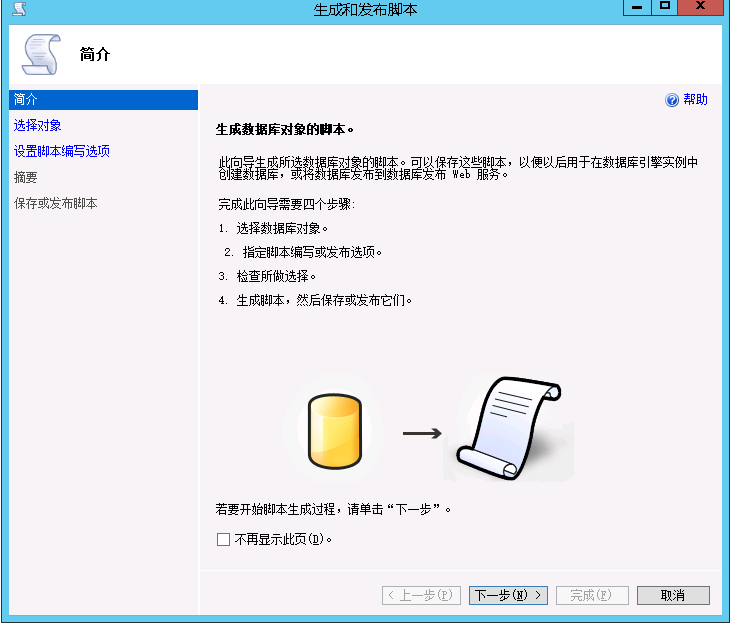 生成和发布脚本
简介
简介
选择对象
设置脚本编写选项
摘要
保存或发布脚本
帮助
生成数据库对象的脚本。
此向导生成所选数据库对象的脚本。可以保存这些脚本，以便以后用于在数据库引擎实例中
创建数据库，或将数据库发布到数据库发布 Web 服务。
完成此向导需要四个步骤:
1. 选择数据库对象。
2. 指定脚本编写或发布选项。
3. 检查所做选择。
4. 生成脚本，然后保存或发布它们。
若要开始脚本生成过程，请单击“下一步”。
不再显示此页(D)。
< 上一步(P)
下一步(N) >
完成(F)
取消